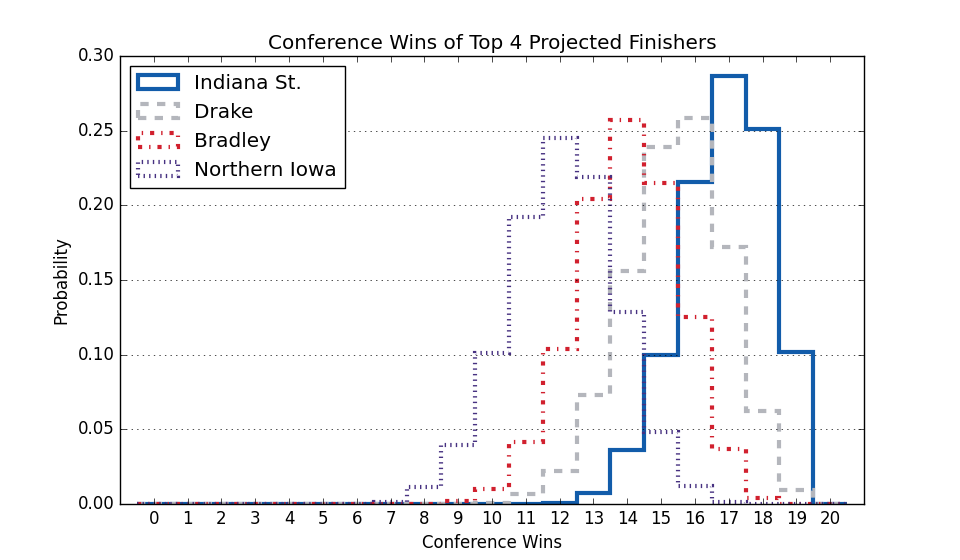 Conference Wins of Top 4 Projected Finishers
0.30
0.25
0.20
0.15
0.10
0.05
0.00
Probability
Indiana St.
Drake
Bradley
Northern Iowa
0 1 2 3 4 5 6 7 8 9 10 11 12 13 14 15 16 17 18 19 20
Conference Wins